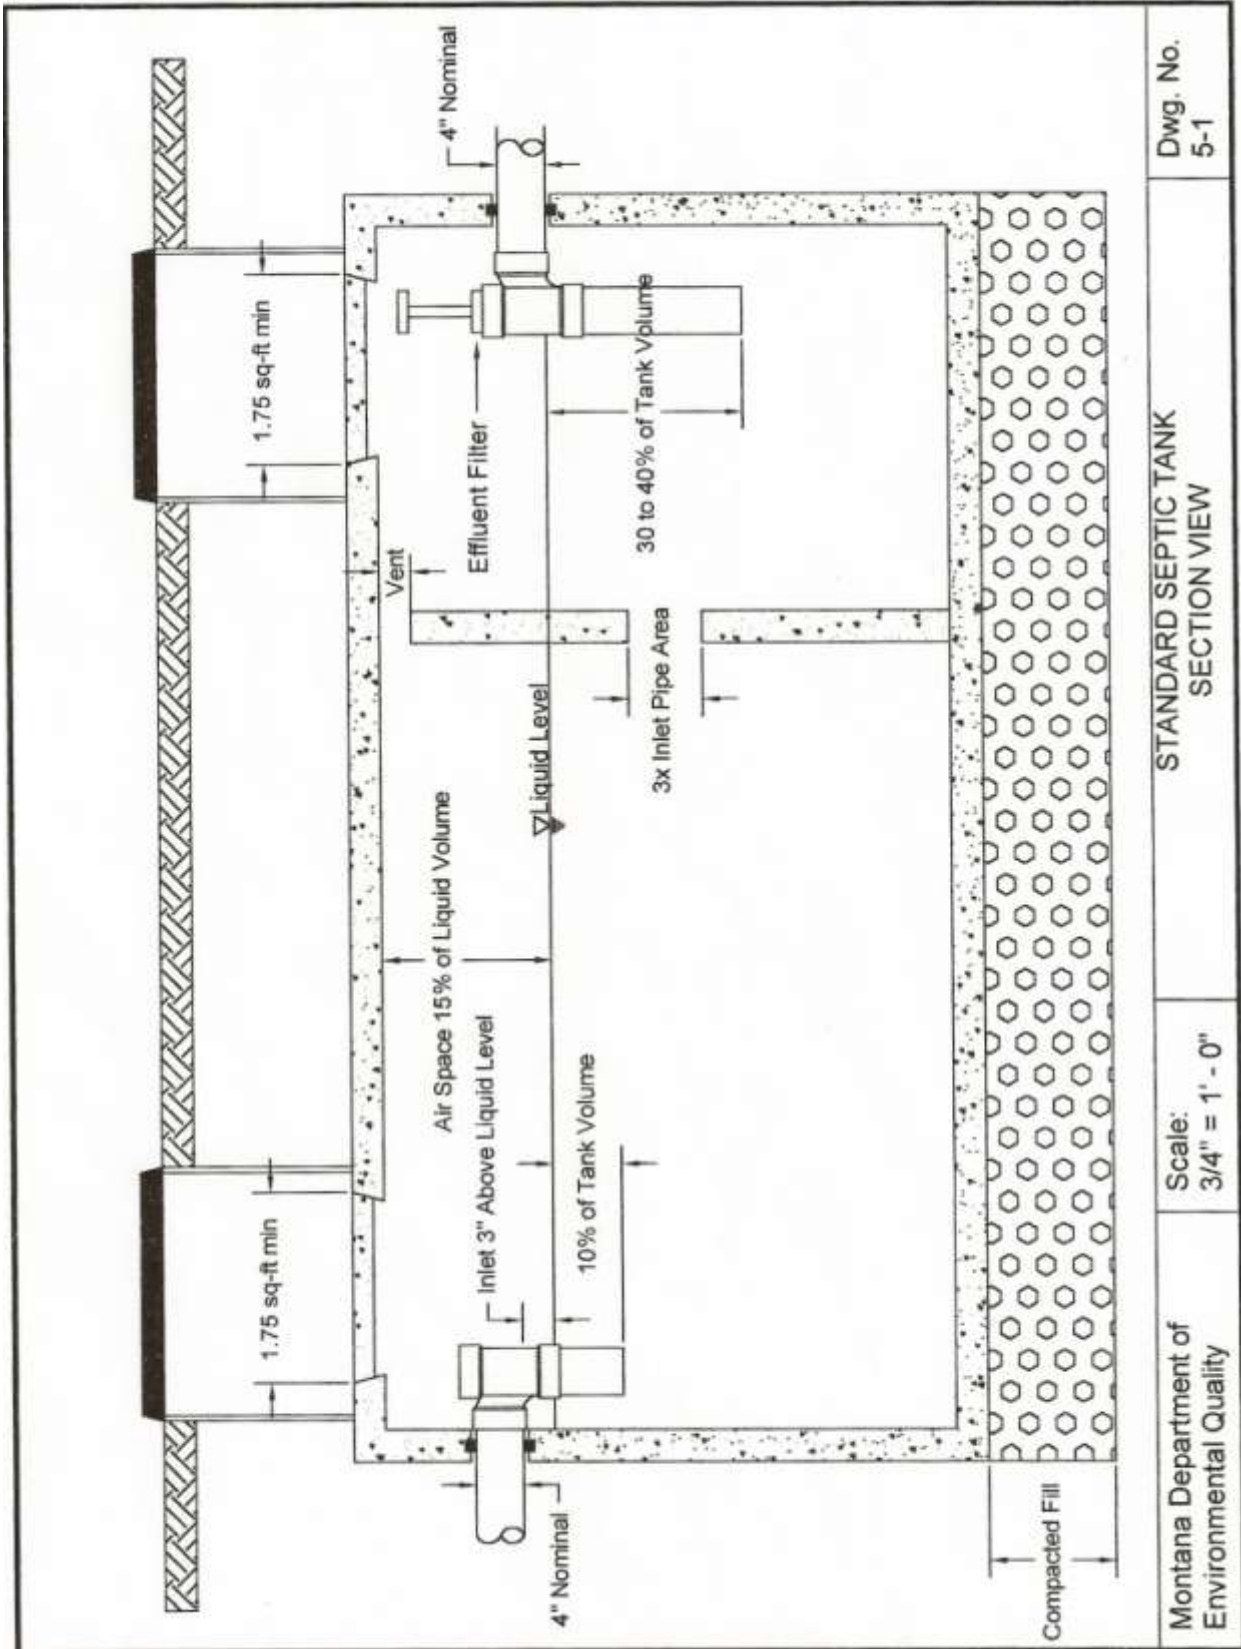 1.75 sq-ft min
1.75 sq-ft min
4" Nominal
Vent
Effluent Filter
Air Space 15% of Liquid Volume
Inlet 3" Above Liquid Level
Liquid Level
4" Nominal
10% of Tank Volume
3x Inlet Pipe Area
30 to 40% of Tank Volume
Compacted Fill
Montana Department of
Environmental Quality
Scale:
3/4" = 1' - 0"
STANDARD SEPTIC TANK
SECTION VIEW
Dwg. No.
5-1